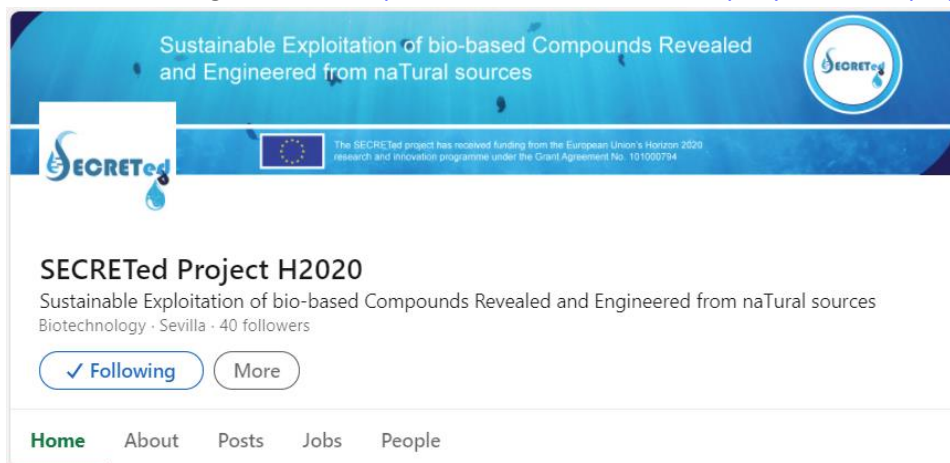 Sustainable Exploitation of bio-based Compounds Revealed
and Engineered from naTural sources
SECRETed
SECRETed
The SECRETed project has received funding from the European Union's Horizon 2020
research and innovation programme under the Grant Agreement No. 101000794
SECRETed Project H2020
Sustainable Exploitation of bio-based Compounds Revealed and Engineered from naTural sources
Biotechnology · Sevilla · 40 followers
✓ Following
More
Home About Posts Jobs People